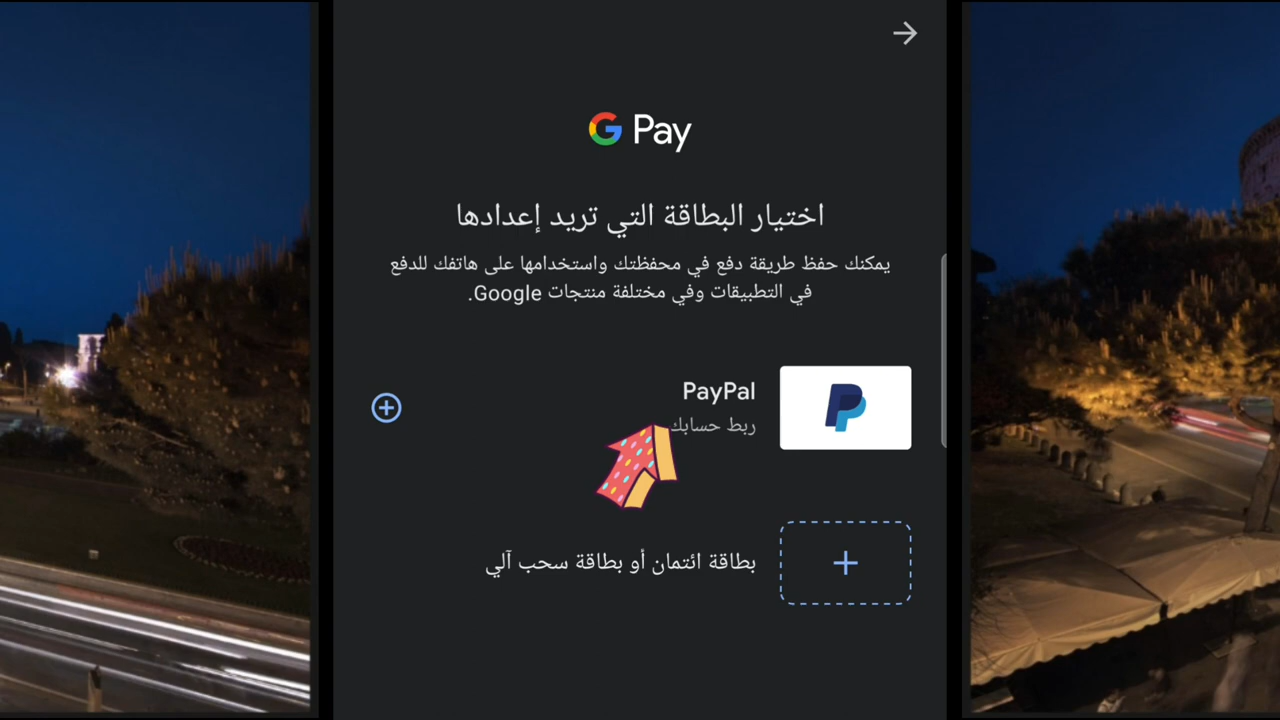 G Pay
اختيار البطاقة التي تريد إعدادها
يمكنك حفظ طريقة دفع في محفظتك واستخدامها على هاتفك للدفع
في التطبيقات وفي مختلفة منتجات Google.
PayPal
ربط حسابك
بطاقة ائتمان أو بطاقة سحب آلي